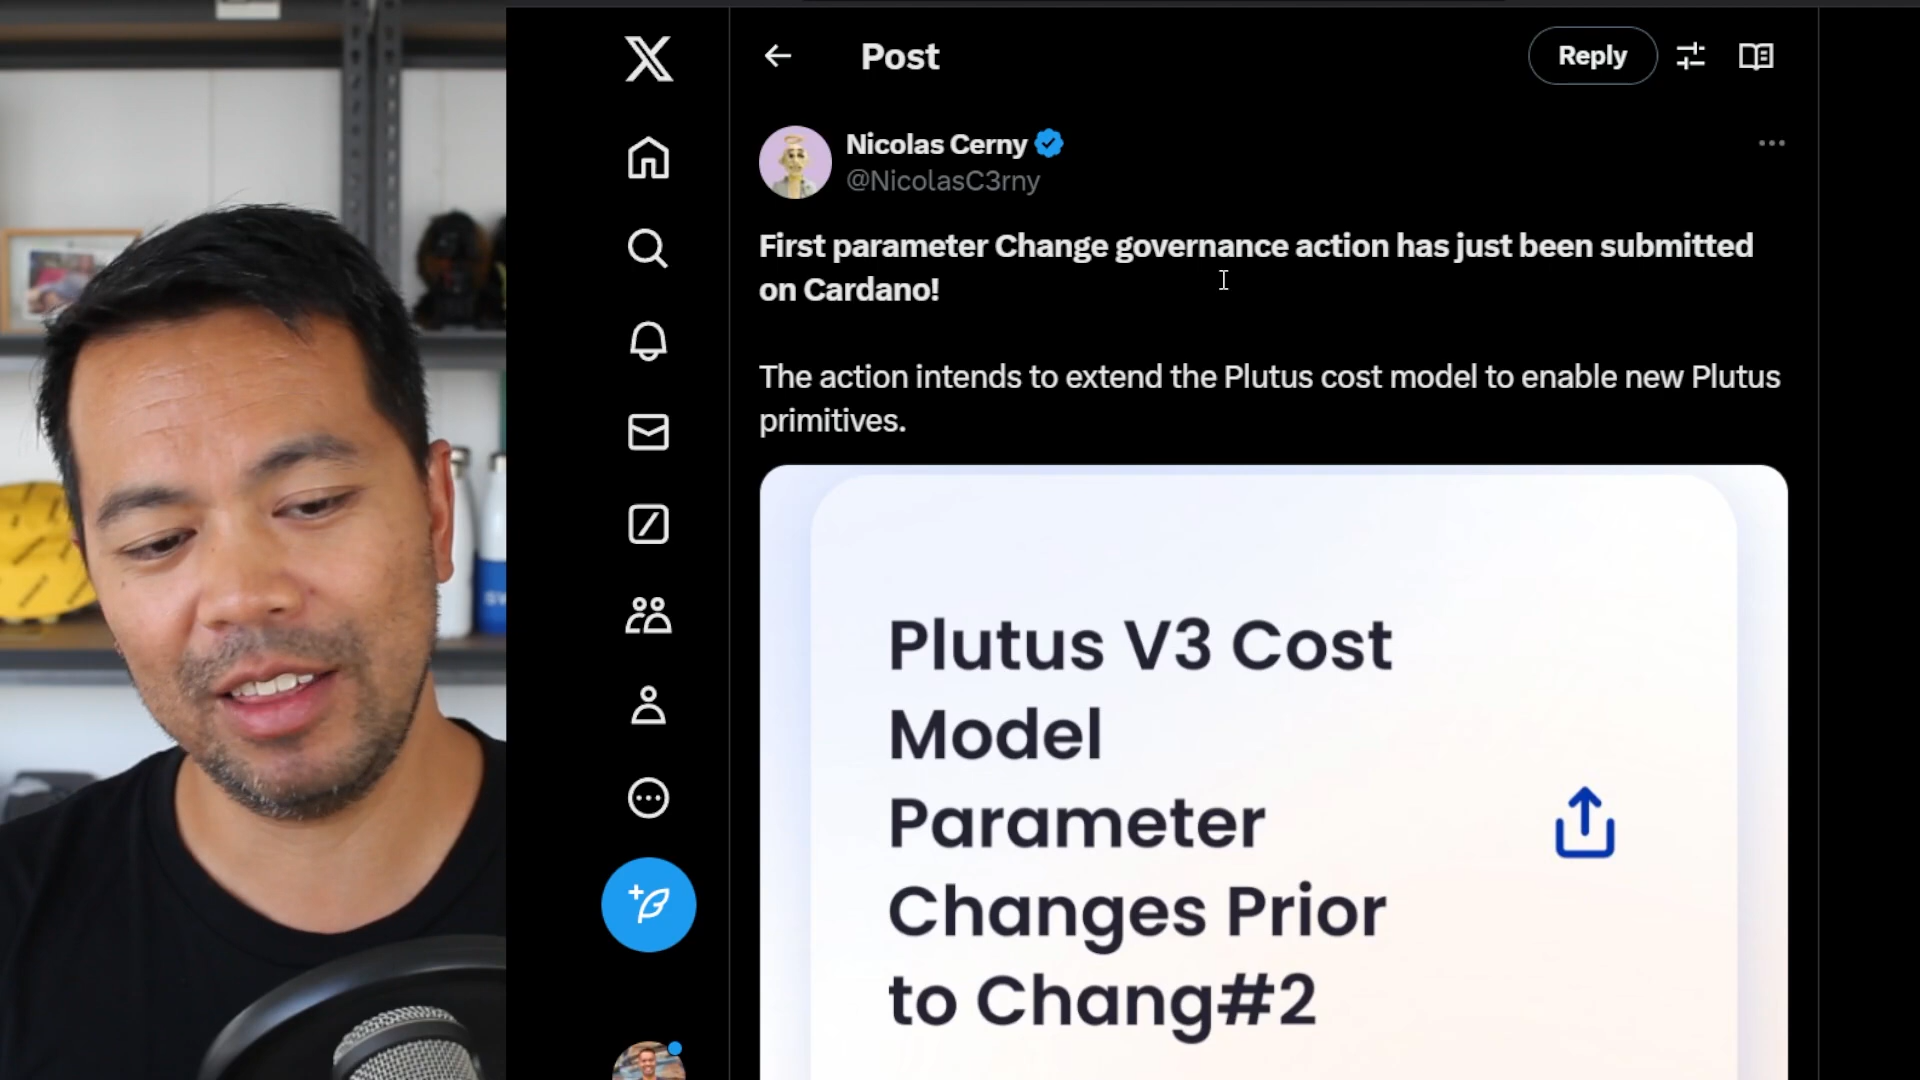 Post
Reply
Nicolas Cerny
@NicolasC3rny
First parameter Change governance action has just been submitted
on Cardano!
The action intends to extend the Plutus cost model to enable new Plutus
primitives.
Plutus V3 Cost
Model
Parameter
Changes Prior
to Chang#2